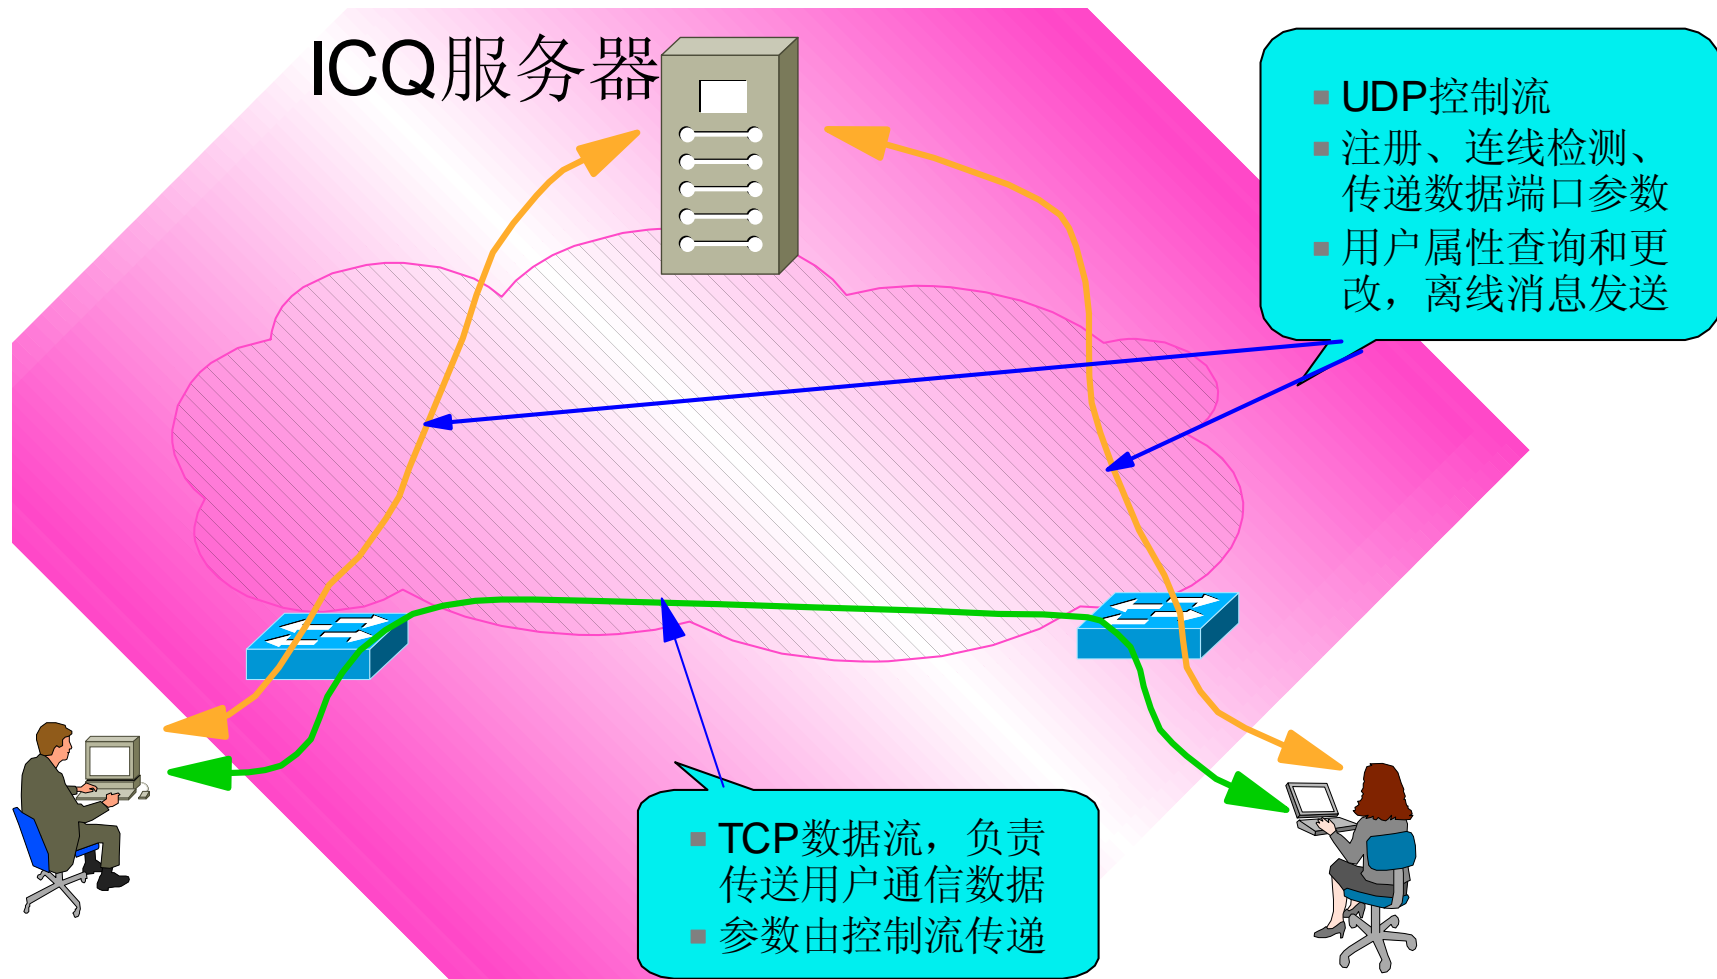 ICQ服务器
UDP控制流
注册、连线检测、
传递数据端口参数
用户属性查询和更
改，离线消息发送
TCP数据流，负责
传送用户通信数据
参数由控制流传递